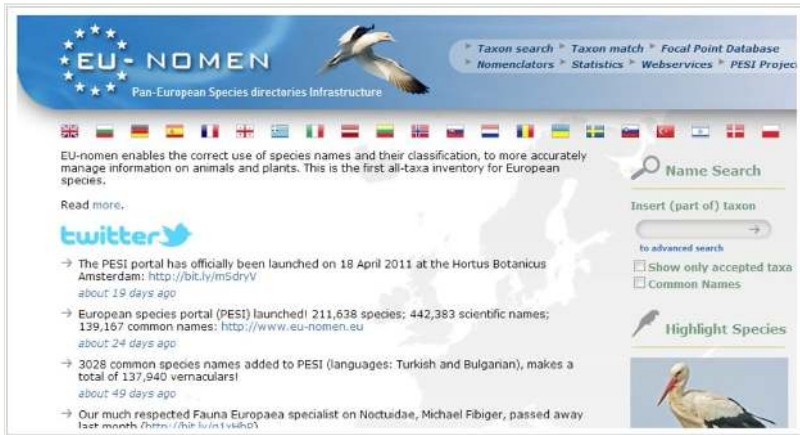 EU-NOMEN
Pan-European Species directories Infrastructure
Taxon search Taxon match Focal Point Database
Nomenclators Statistics Webservices PESI Projec
EU-nomen enables the correct use of species names and their classification, to more accurately
manage information on animals and plants. This is the first all-taxa inventory for European
species.
Read more.
twitter
The PESI portal has officially been launched on 18 April 2011 at the Hortus Botanicus
Amsterdam: http://bit.ly/mSdryV
about 19 days ago
European species portal (PESI) launched! 211,638 species; 442,383 scientific names;
139,167 common names: http://www.eu-nomen.eu
about 24 days ago
3028 common species names added to PESI (languages: Turkish and Bulgarian), makes a
total of 137,940 vernaculars!
about 49 days ago
Our much respected Fauna Europaea specialist on Noctuidae, Michael Fibiger, passed away
last month
Name Search
Insert (part of) taxon
to advanced search
Show only accepted taxa
Common Names
Highlight Species